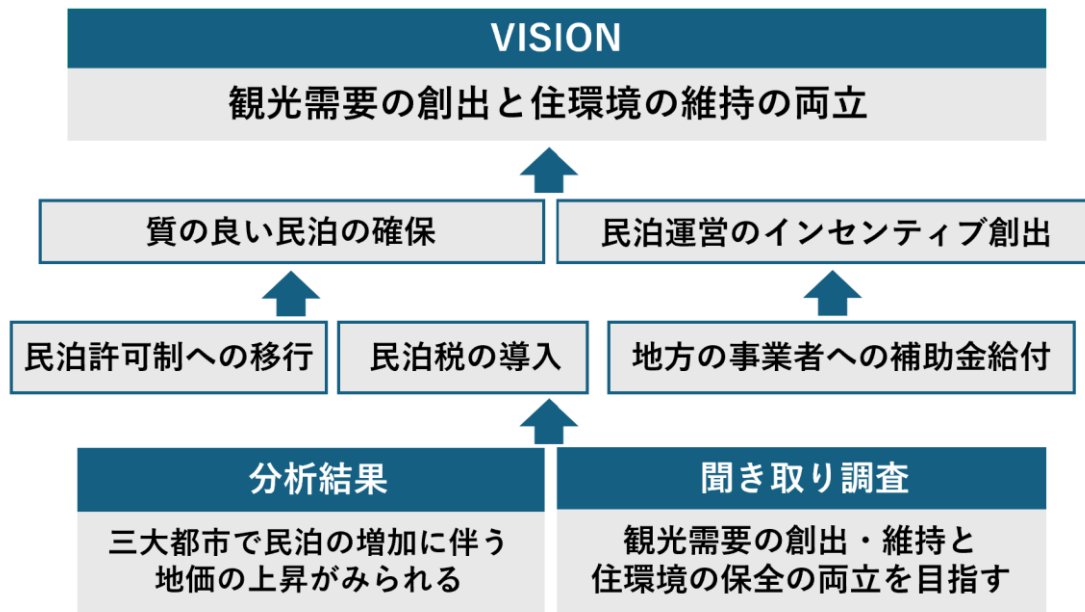 VISION
観光需要の創出と住環境の維持の両立
質の良い民泊の確保
民泊運営のインセンティブ創出
民泊許可制への移行
民泊税の導入
地方の事業者への補助金給付
分析結果
三大都市で民泊の増加に伴う
地価の上昇がみられる
聞き取り調査
観光需要の創出・維持と
住環境の保全の両立を目指す